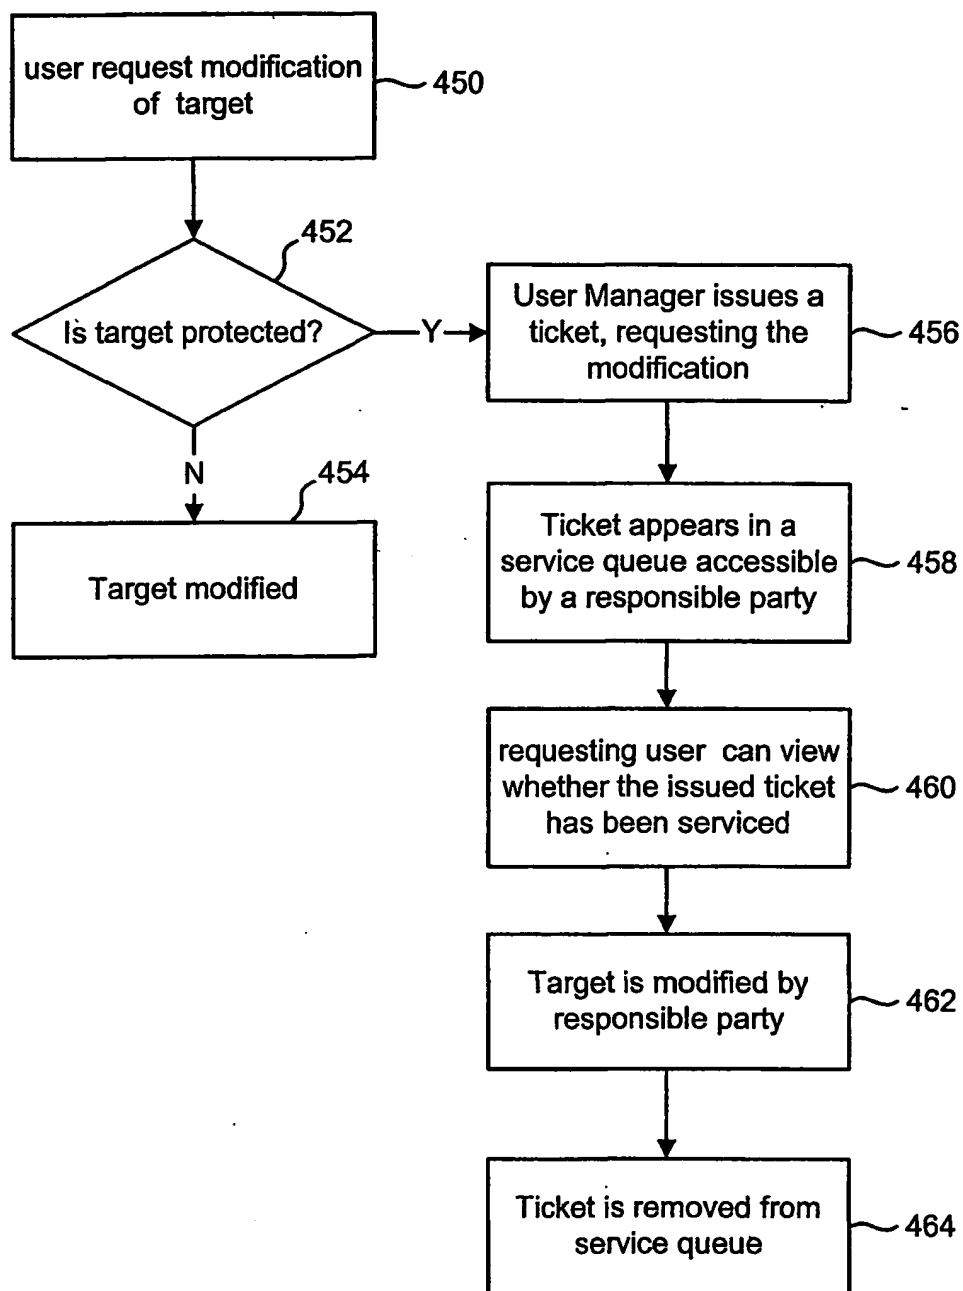 user request modification
of target
450
452
Is target protected?
Y
N
454
Target modified
User Manager issues a
ticket, requesting the
modification
456
Ticket appears in a
service queue accessible
by a responsible party
458
requesting user can view
whether the issued ticket
has been serviced
460
Target is modified by
responsible party
462
Ticket is removed from
service queue
464